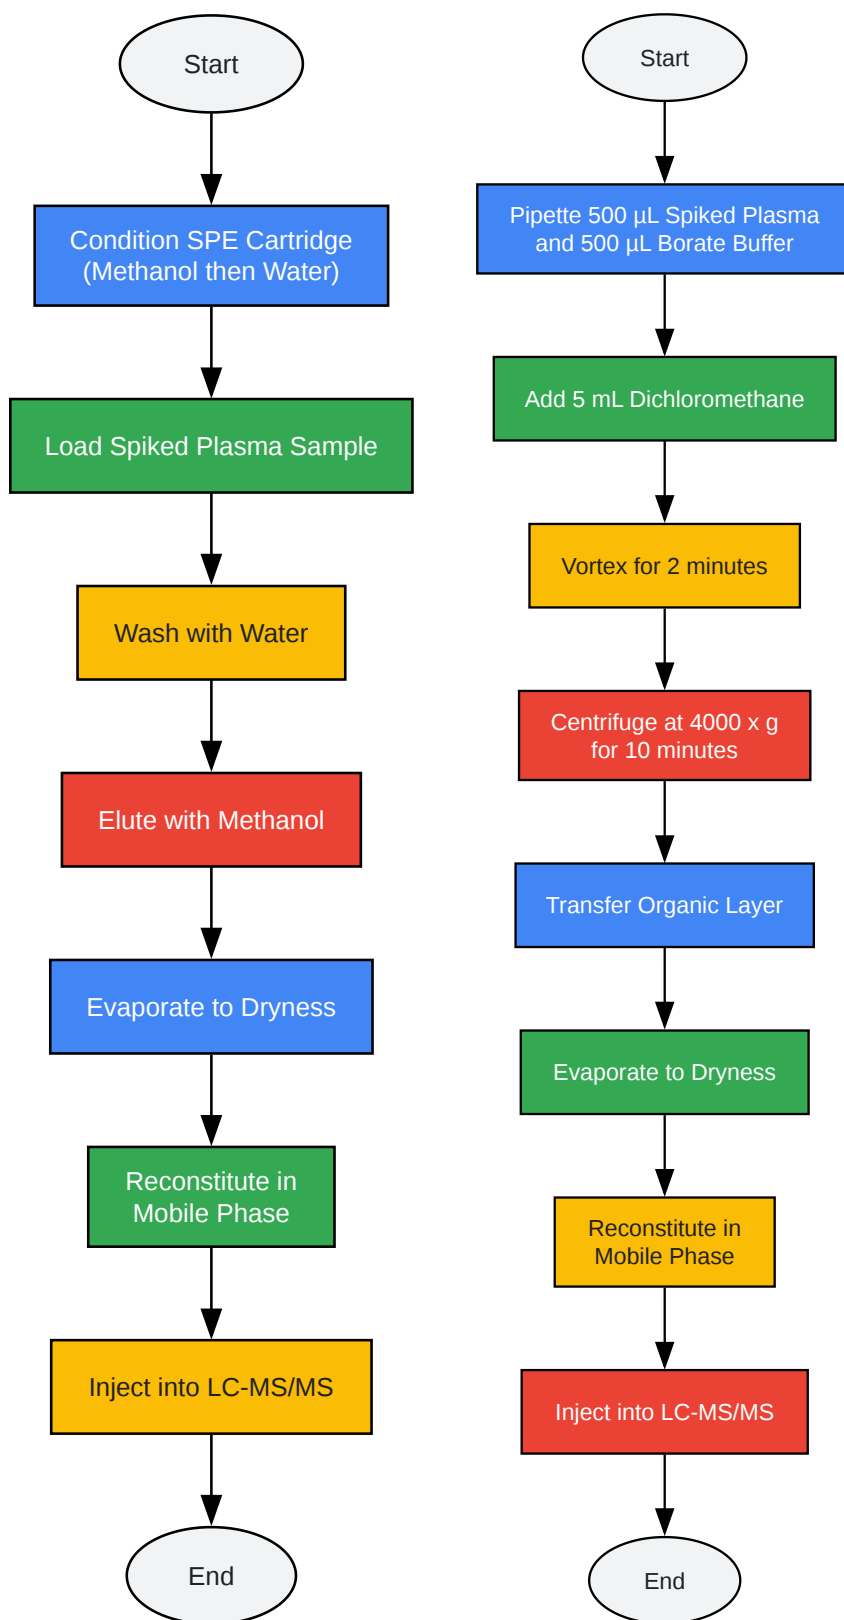 Start
Condition SPE Cartridge
(Methanol then Water)
Load Spiked Plasma Sample
Wash with Water
Elute with Methanol
Evaporate to Dryness
Reconstitute in
Mobile Phase
Inject into LC-MS/MS
End
Start
Pipette 500 µL Spiked Plasma
and 500 µL Borate Buffer
Add 5 mL Dichloromethane
Vortex for 2 minutes
Centrifuge at 4000 x g
for 10 minutes
Transfer Organic Layer
Evaporate to Dryness
Reconstitute in
Mobile Phase
Inject into LC-MS/MS
End